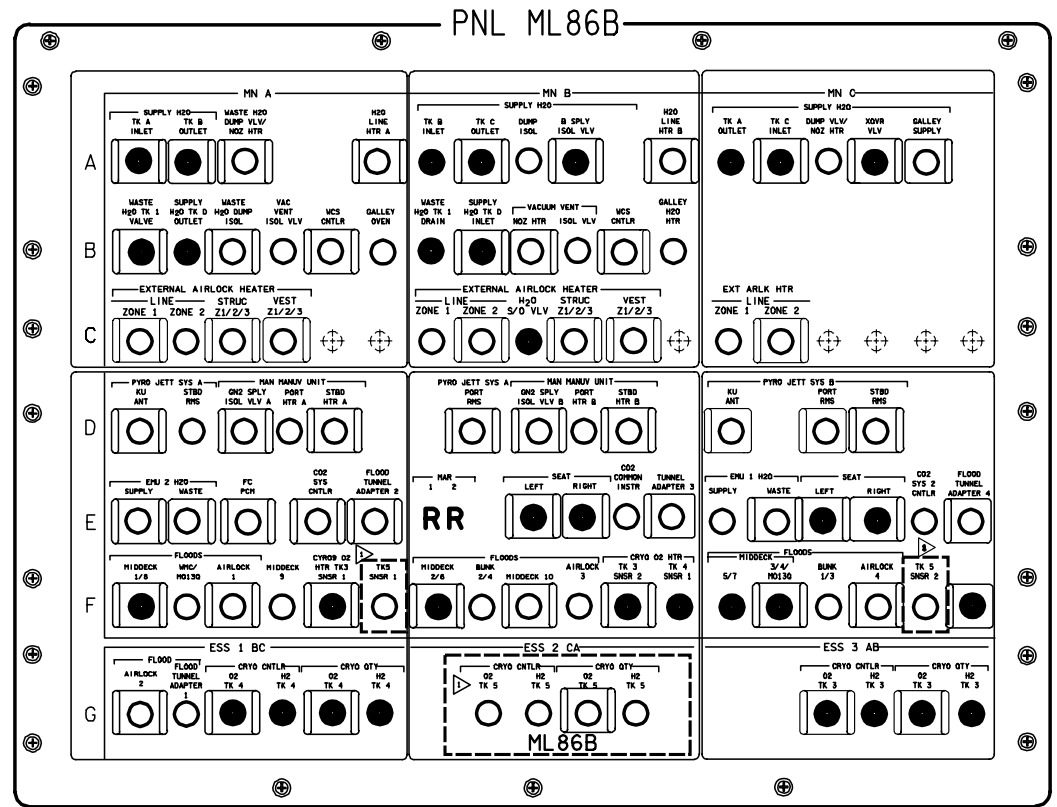 PNL ML86B
MN A
MN B
MN C
SUPPLY H2O
SUPPLY H2O
SUPPLY H2O
A
TK A
INLET
TK B
OUTLET
WASTE H2O
DUMP VLV/
NOZ HTR
H2O
LINE
HTR A
TK B
INLET
TK C
OUTLET
DUMP
ISOL
B SPLY
ISOL VLV
H2O
LINE
HTR B
TK A
OUTLET
TK C
INLET
DUMP VLV/
NOZ HTR
XOVR
VLV
GALLEY
SUPPLY
B
WASTE
H2O TK 1
VALVE
SUPPLY
H2O TK D
OUTLET
WASTE
H2O DUMP
ISOL
VAC
VENT
ISOL VLV
WCS
CNTLR
GALLEY
OVEN
WASTE
H2O TK 1
DRAIN
SUPPLY
H2O TK D
INLET
VACUUM VENT
NOZ HTR
ISOL VLV
WCS
CNTLR
GALLEY
H2O
HTR
C
EXTERNAL AIRLOCK HEATER
LINE
ZONE 1
ZONE 2
STRUC
Z1/2/3
VEST
Z1/2/3
EXTERNAL AIRLOCK HEATER
LINE
ZONE 1
ZONE 2
H2O
S/O VLV
STRUC
Z1/2/3
VEST
Z1/2/3
EXT ARLK HTR
LINE
ZONE 1
ZONE 2
D
PYRO JETT SYS A
KU
ANT
STBD
RMS
MAN MANUV UNIT
GN2 SPLY
ISOL VLV A
PORT
HTR A
STBD
HTR A
PYRO JETT SYS A
PORT
RMS
MAN MANUV UNIT
GN2 SPLY
ISOL VLV B
PORT
HTR B
STBD
HTR B
PYRO JETT SYS B
KU
ANT
PORT
RMS
STBD
RMS
E
EMU 2 H2O
SUPPLY
WASTE
FC
PCM
CO2
SYS
CNTLR
FLOOD
TUNNEL
ADAPTER 2
MAR
1
2
RR
SEAT
LEFT
RIGHT
CO2
COMMON
INSTR
TUNNEL
ADAPTER 3
EMU 1 H2O
SUPPLY
WASTE
SEAT
LEFT
RIGHT
CO2
SYS 2
CNTLR
FLOOD
TUNNEL
ADAPTER 4
F
FLOODS
MIDDECK
1/8
WMC/
MO13Q
AIRLOCK
1
MIDDECK
9
CYRO9 O2
HTR TK3
SNSR 1
1
TK5
SNSR 1
FLOODS
MIDDECK
2/6
BUNK
2/4
MIDDECK 10
AIRLOCK
3
CRYO O2 HTR
TK 3
SNSR 2
TK 4
SNSR 1
FLOODS
MIDDECK
5/7
3/4/
MO13Q
BUNK
1/3
AIRLOCK
4
TK 5
SNSR 2
G
ESS 1 BC
FLOOD
AIRLOCK
2
FLOOD
TUNNEL
ADAPTER
1
CRYO CNTLR
O2
TK 4
H2
TK 4
CRYO QTY
O2
TK 4
H2
TK 4
ESS 2 CA
1
CRYO CNTLR
O2
TK 5
H2
TK 5
CRYO QTY
O2
TK 5
H2
TK 5
ML86B
ESS 3 AB
CRYO CNTLR
O2
TK 3
H2
TK 3
CRYO QTY
O2
TK 3
H2
TK 3